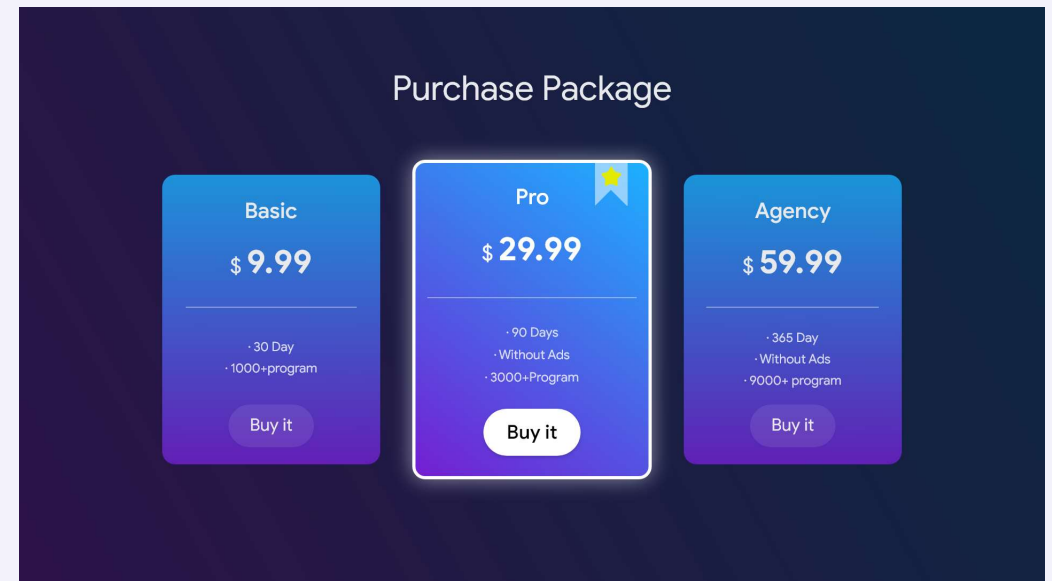 Purchase Package
Basic
$ 9.99
· 30 Day
· 1000+program
Buy it
Pro
$ 29.99
· 90 Days
· Without Ads
· 3000+Program
Buy it
Agency
$ 59.99
· 365 Day
· Without Ads
· 9000+ program
Buy it